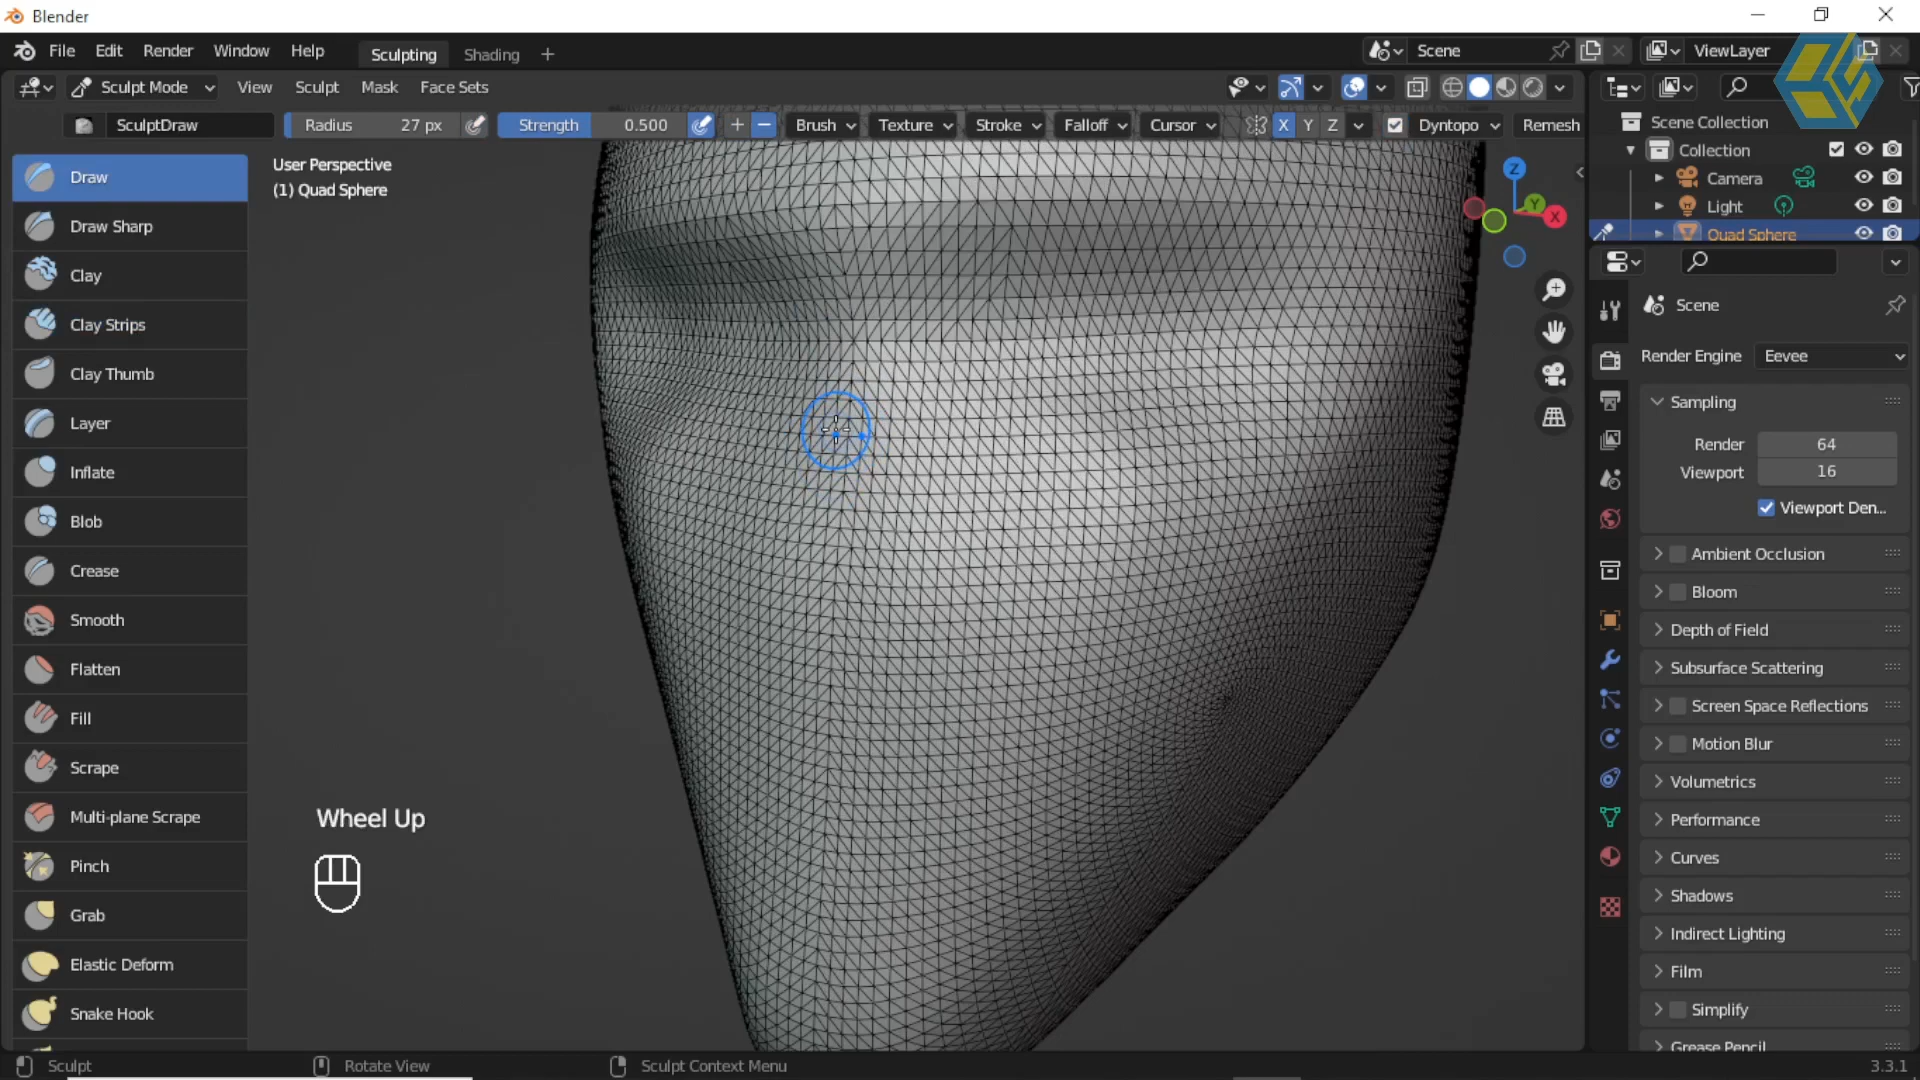 Blender
File Edit Render Window Help Sculpting Shading + Scene ViewLayer
Sculpt Mode View Sculpt Mask Face Sets
SculptDraw Radius 27 px Strength 0.500 Brush Texture Stroke Falloff Cursor X Y Z Dyntopo Remesh
User Perspective
(1) Quad Sphere
Draw
Draw Sharp
Clay
Clay Strips
Clay Thumb
Layer
Inflate
Blob
Crease
Smooth
Flatten
Fill
Scrape
Multi-plane Scrape
Pinch
Grab
Elastic Deform
Snake Hook
Wheel Up
Z
Y
X
Scene Collection
Collection
Camera
Light
Quad Sphere
Scene
Render Engine Eevee
Sampling
Render 64
Viewport 16
Viewport Den...
Ambient Occlusion
Bloom
Depth of Field
Subsurface Scattering
Screen Space Reflections
Motion Blur
Volumetrics
Performance
Curves
Shadows
Indirect Lighting
Film
Simplify
Grease Pencil
Sculpt Rotate View Sculpt Context Menu 3.3.1